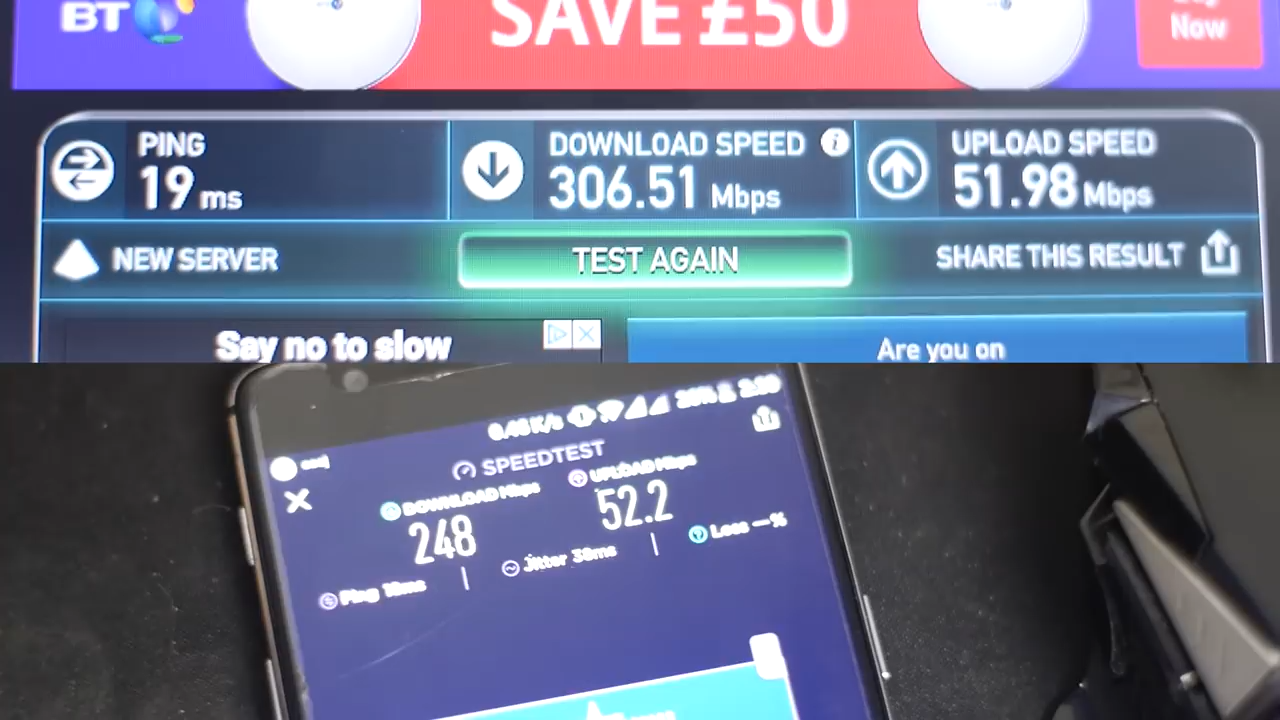 BT
SAVE £50
Now
PING
19 ms
DOWNLOAD SPEED
306.51 Mbps
UPLOAD SPEED
51.98 Mbps
NEW SERVER
TEST AGAIN
SHARE THIS RESULT
Say no to slow
Are you on
0.45K/s
SPEEDTEST
DOWNLOAD Mbps
248
UPLOAD Mbps
52.2
Jitter 38ms
Loss —%